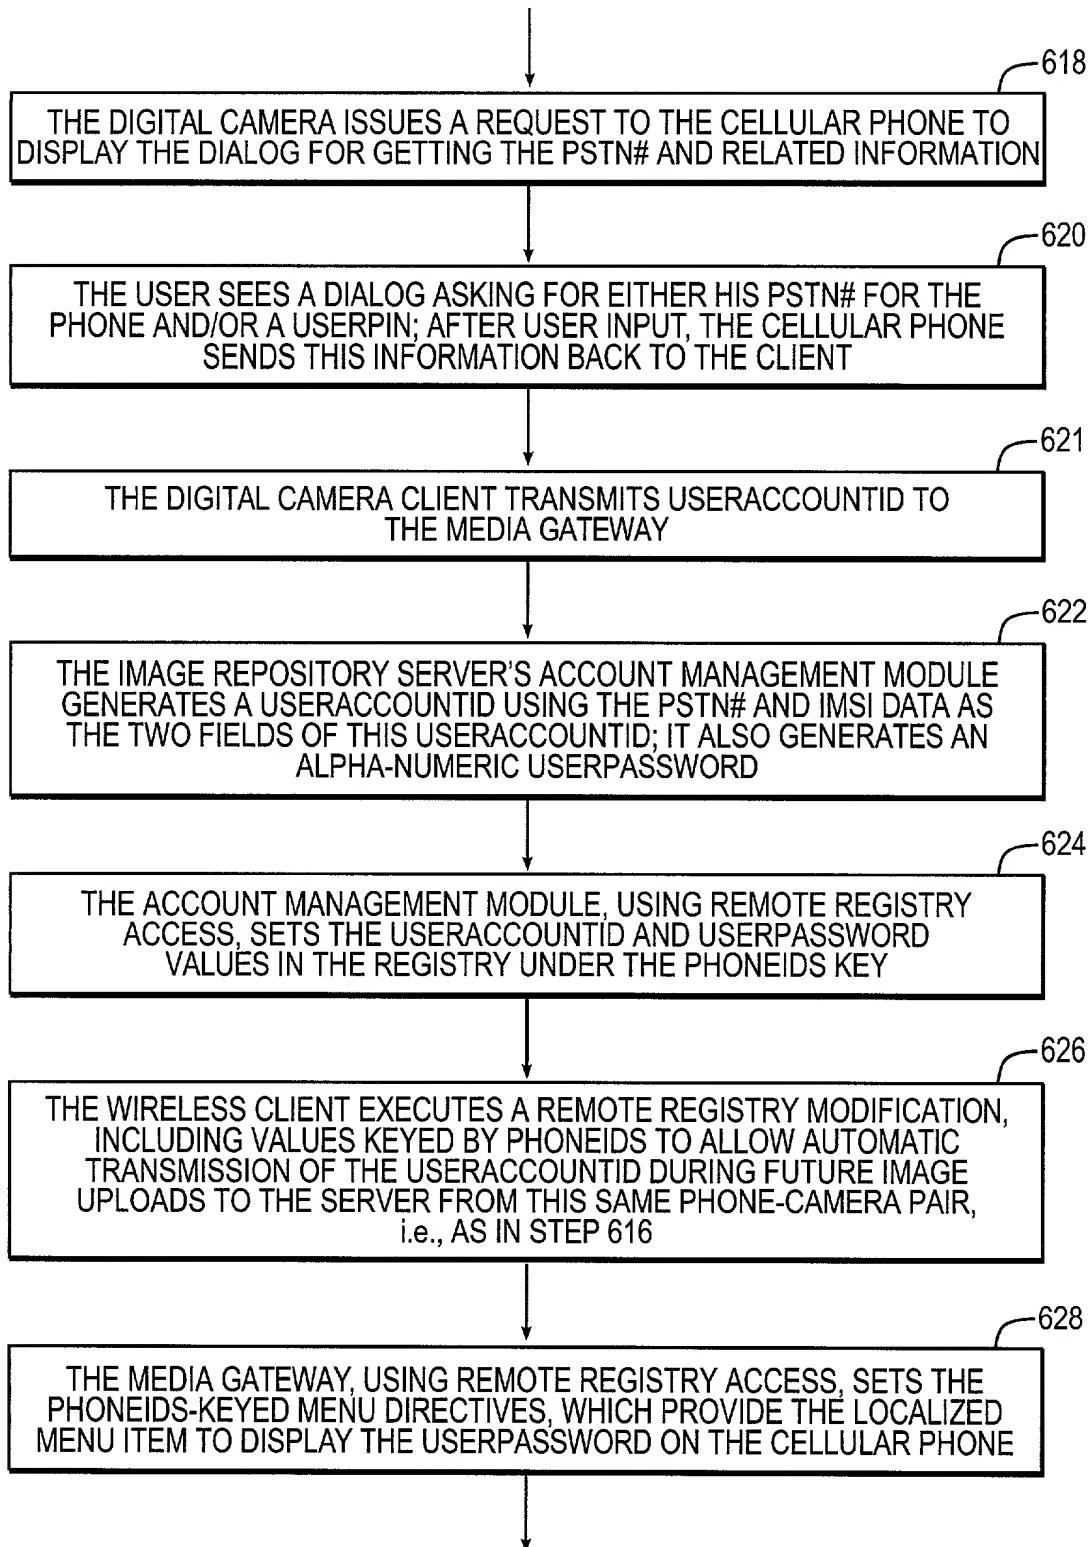 618
THE DIGITAL CAMERA ISSUES A REQUEST TO THE CELLULAR PHONE TO
DISPLAY THE DIALOG FOR GETTING THE PSTN# AND RELATED INFORMATION
620
THE USER SEES A DIALOG ASKING FOR EITHER HIS PSTN# FOR THE
PHONE AND/OR A USERPIN; AFTER USER INPUT, THE CELLULAR PHONE
SENDS THIS INFORMATION BACK TO THE CLIENT
621
THE DIGITAL CAMERA CLIENT TRANSMITS USERACCOUNTID TO
THE MEDIA GATEWAY
622
THE IMAGE REPOSITORY SERVER'S ACCOUNT MANAGEMENT MODULE
GENERATES A USERACCOUNTID USING THE PSTN# AND IMSI DATA AS
THE TWO FIELDS OF THIS USERACCOUNTID; IT ALSO GENERATES AN
ALPHA-NUMERIC USERPASSWORD
624
THE ACCOUNT MANAGEMENT MODULE, USING REMOTE REGISTRY
ACCESS, SETS THE USERACCOUNTID AND USERPASSWORD
VALUES IN THE REGISTRY UNDER THE PHONEIDS KEY
626
THE WIRELESS CLIENT EXECUTES A REMOTE REGISTRY MODIFICATION,
INCLUDING VALUES KEYED BY PHONEIDS TO ALLOW AUTOMATIC
TRANSMISSION OF THE USERACCOUNTID DURING FUTURE IMAGE
UPLOADS TO THE SERVER FROM THIS SAME PHONE-CAMERA PAIR,
i.e., AS IN STEP 616
628
THE MEDIA GATEWAY, USING REMOTE REGISTRY ACCESS, SETS THE
PHONEIDS-KEYED MENU DIRECTIVES, WHICH PROVIDE THE LOCALIZED
MENU ITEM TO DISPLAY THE USERPASSWORD ON THE CELLULAR PHONE